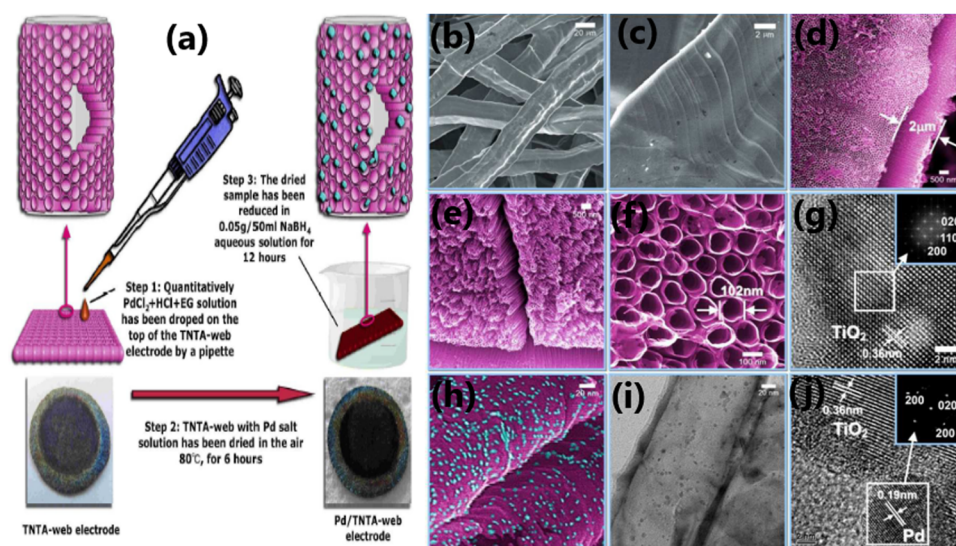 (a)
Step 3: The dried
sample has been
reduced in
0.05g/50ml NaBH₄
aqueous solution for
12 hours
Step 1: Quantitatively
PdCl₂+HCl+EG solution
has been droped on the
top of the TNTA-web
electrode by a pipette
Step 2: TNTA-web with Pd salt
solution has been dried in the air
80℃, for 6 hours
TNTA-web electrode
Pd/TNTA-web
electrode
(b)
20 µm
(c)
2 µm
(d)
2µm
500 nm
(e)
500 nm
(f)
102nm
100 nm
(g)
020
110
200
TiO₂
0.36nm
2 nm
(h)
20 nm
(i)
20 nm
(j)
0.36nm
TiO₂
200
020
200
0.19nm
Pd